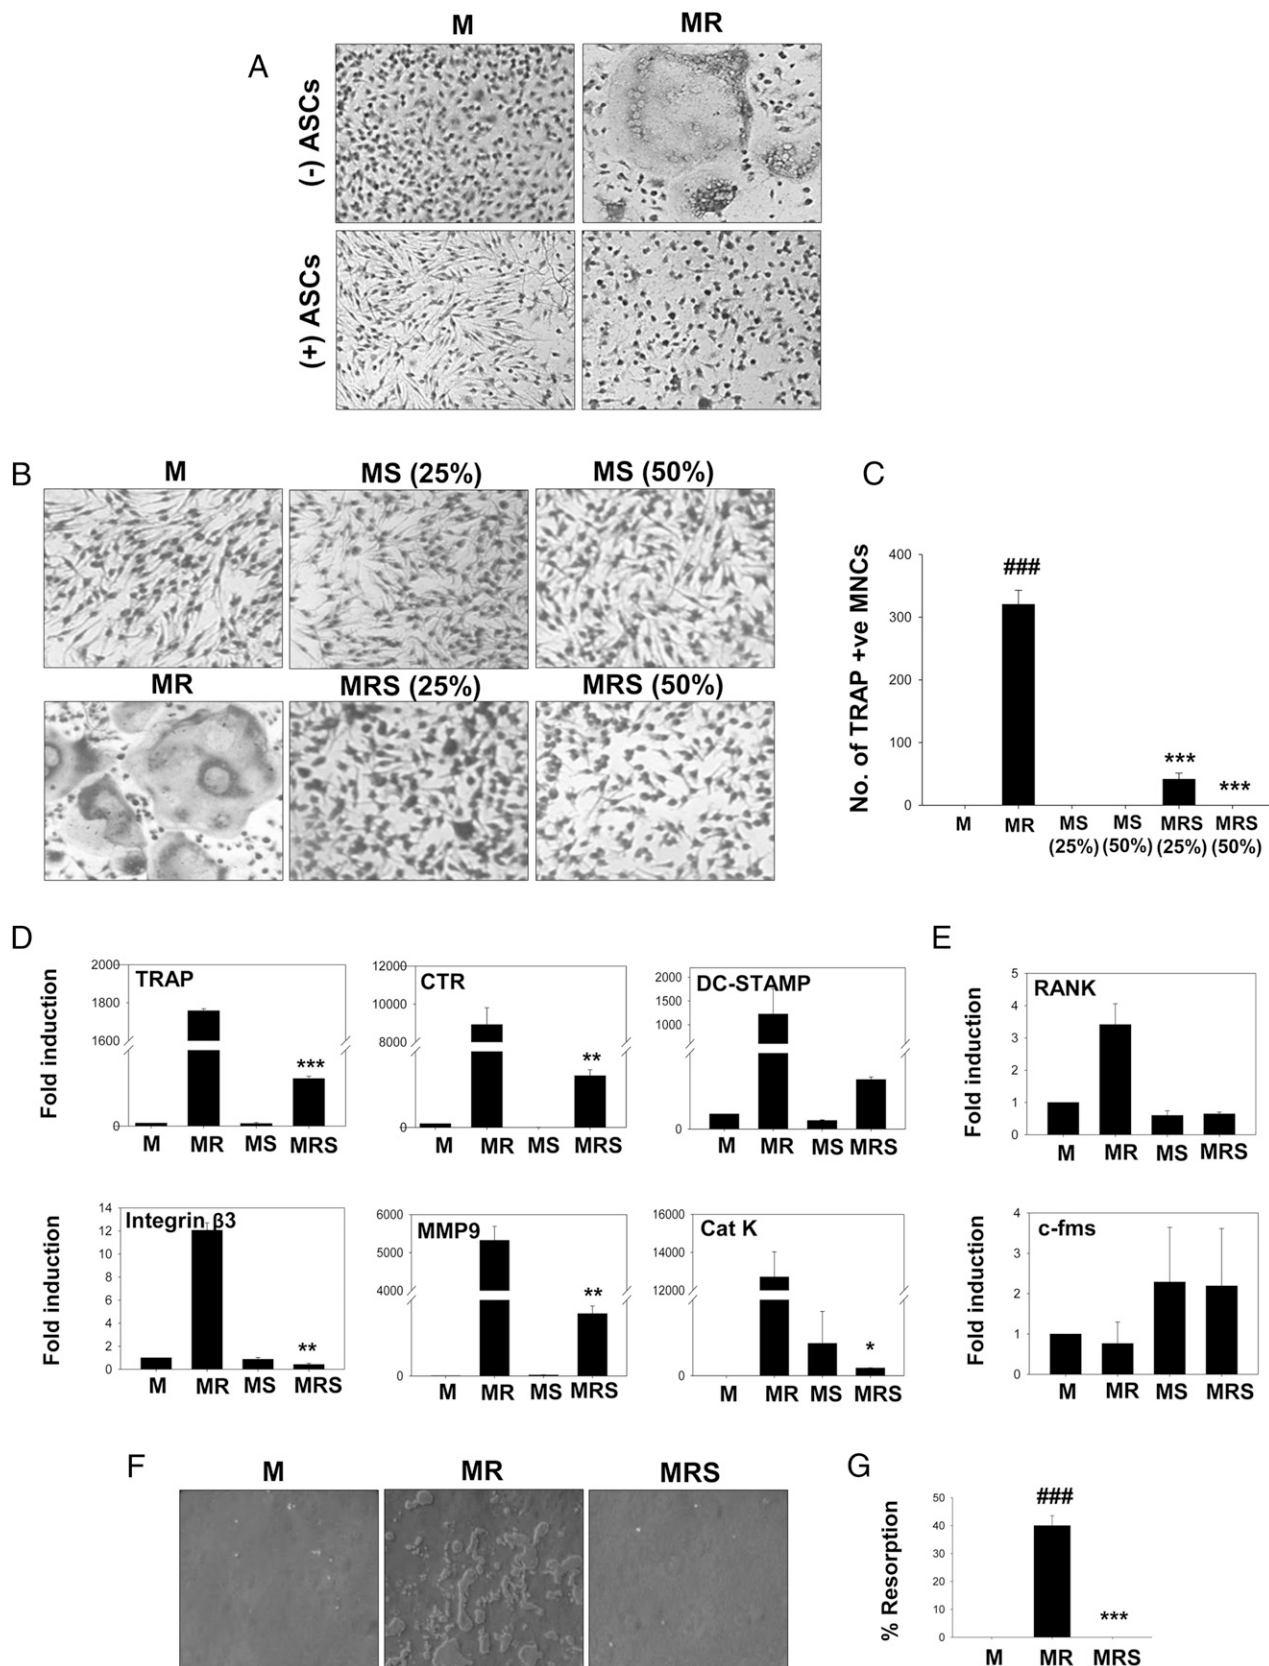 M MR
A
(-) ASCs
(+) ASCs
B
M MS (25%) MS (50%)
MR MRS (25%) MRS (50%)
C
No. of TRAP +ve MNCs
400
300
200
100
0
###
***
***
M MR MS MS MRS MRS
(25%) (50%) (25%) (50%)
D
Fold induction
TRAP
2000
1800
1600
0
***
M MR MS MRS
CTR
12000
10000
8000
0
**
M MR MS MRS
DC-STAMP
2000
1500
1000
0
M MR MS MRS
E
Fold induction
RANK
5
4
3
2
1
0
M MR MS MRS
Fold induction
Integrin β3
14
12
10
8
6
4
2
0
**
M MR MS MRS
MMP9
6000
5000
4000
0
**
M MR MS MRS
Cat K
16000
14000
12000
0
*
M MR MS MRS
Fold induction
c-fms
4
3
2
1
0
M MR MS MRS
F
M MR MRS
G
% Resorption
50
40
30
20
10
0
###
***
M MR MRS